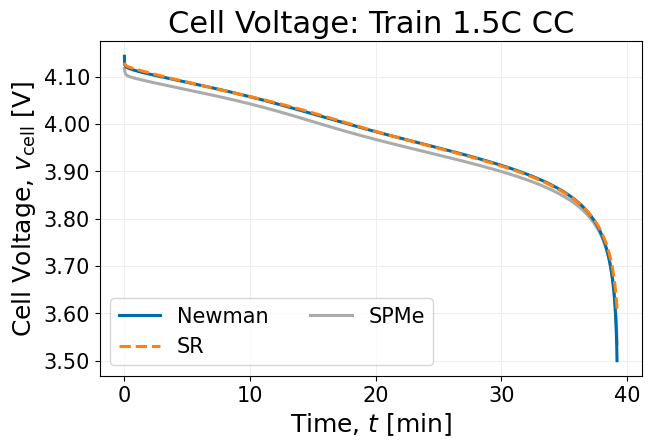 Cell Voltage: Train 1.5C CC
Cell Voltage, v_cell [V]
4.10
4.00
3.90
3.80
3.70
3.60
3.50
Newman
SR
SPMe
0 10 20 30 40
Time, t [min]